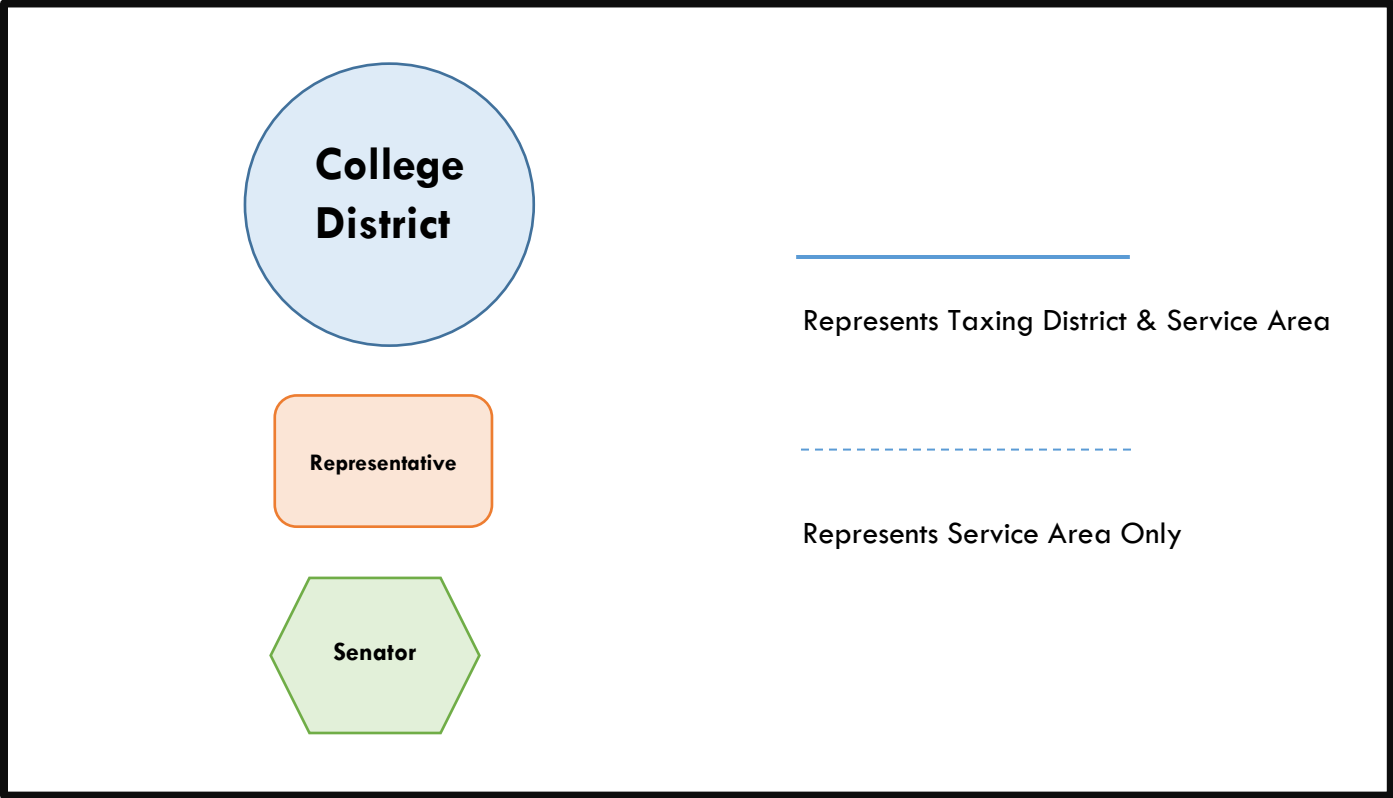 College
District
Represents Taxing District & Service Area
Representative
Represents Service Area Only
Senator